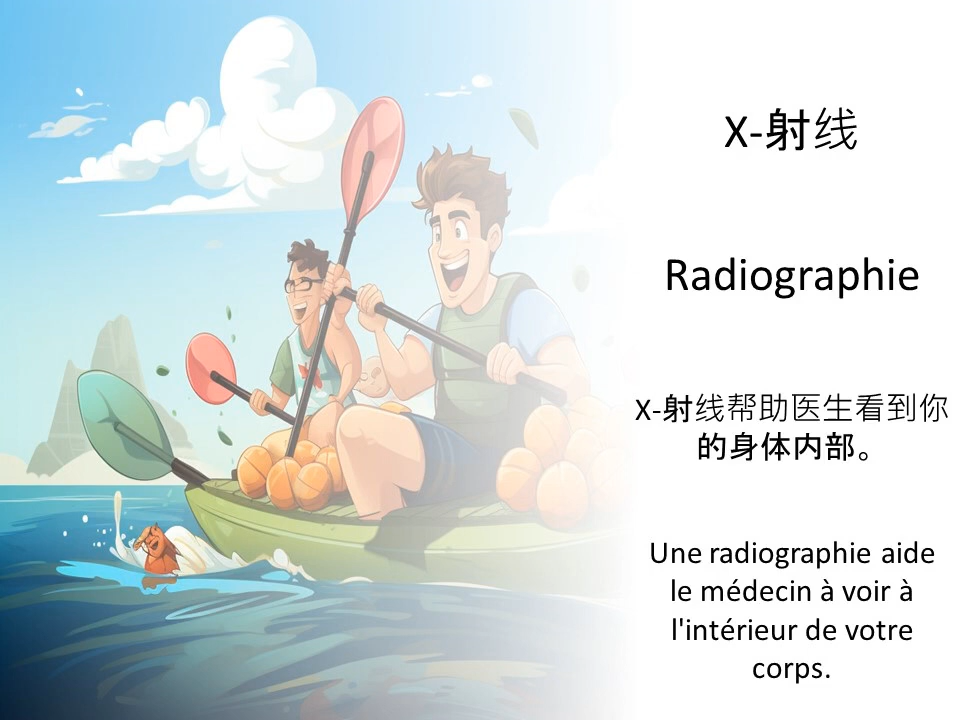 X-射线
Radiographie
X-射线帮助医生看到你
的身体内部。
Une radiographie aide
le médecin à voir à
l'intérieur de votre
corps.